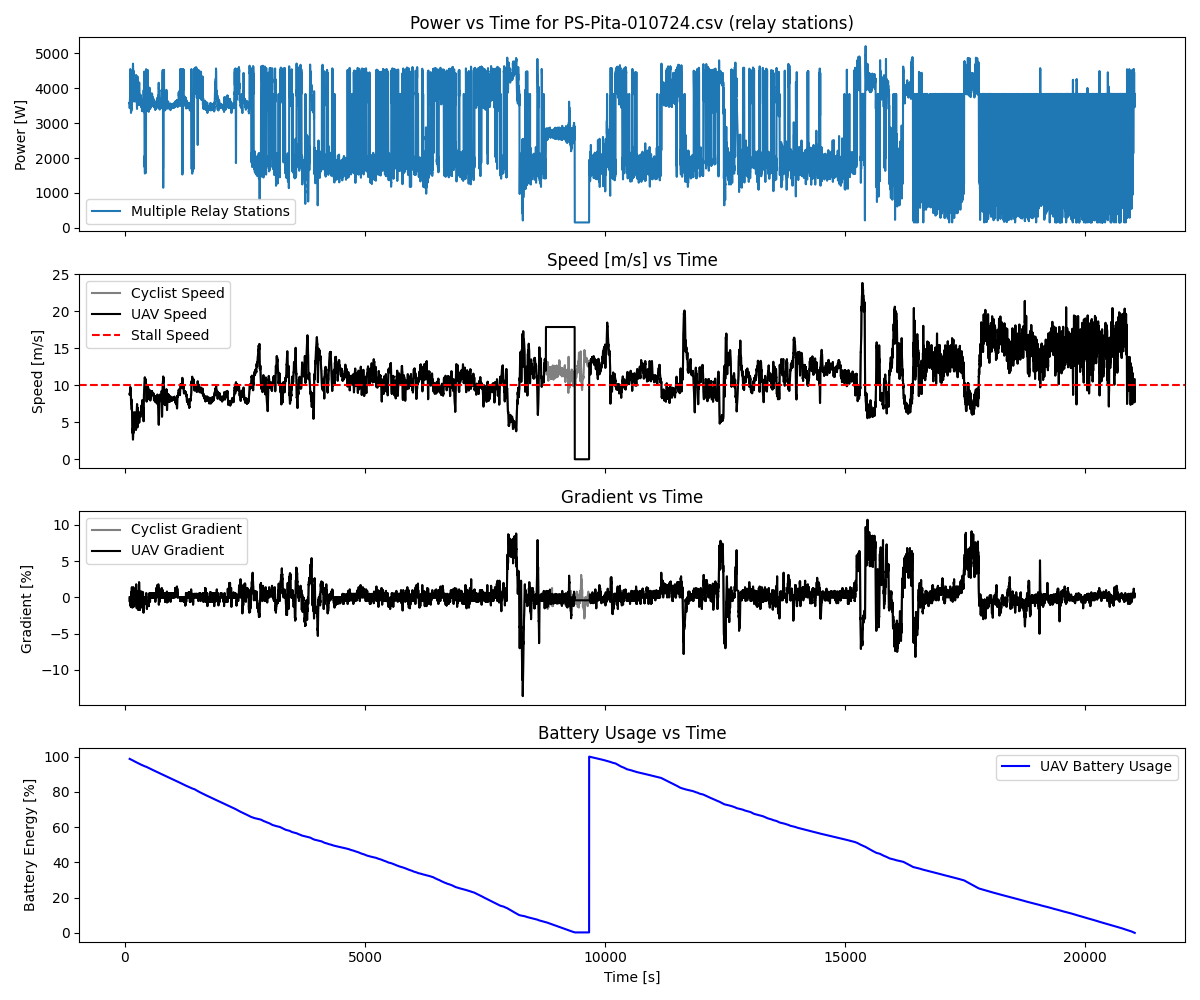 Power vs Time for PS-Pita-010724.csv (relay stations)
5000
4000
3000
2000
1000
0
Power [W]
Multiple Relay Stations
Speed [m/s] vs Time
25
20
15
10
5
0
Speed [m/s]
Cyclist Speed
UAV Speed
Stall Speed
Gradient vs Time
10
5
0
−5
−10
Gradient [%]
Cyclist Gradient
UAV Gradient
Battery Usage vs Time
100
80
60
40
20
0
Battery Energy [%]
UAV Battery Usage
0 5000 10000 15000 20000
Time [s]